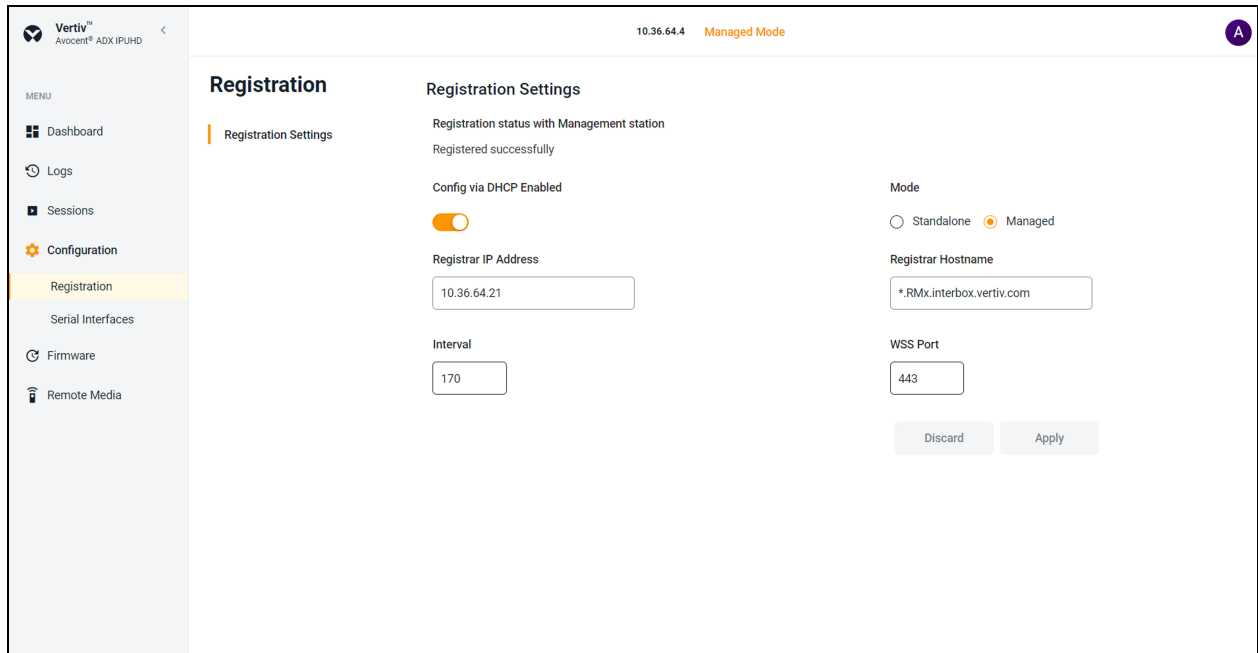 Vertiv™
Avocent® ADX IPUHD
10.36.64.4 Managed Mode
A
MENU
Dashboard
Logs
Sessions
Configuration
Registration
Serial Interfaces
Firmware
Remote Media
Registration
Registration Settings
Registration Settings
Registration status with Management station
Registered successfully
Config via DHCP Enabled
Mode
Standalone Managed
Registrar IP Address
10.36.64.21
Registrar Hostname
*.RMx.interbox.vertiv.com
Interval
170
WSS Port
443
Discard Apply